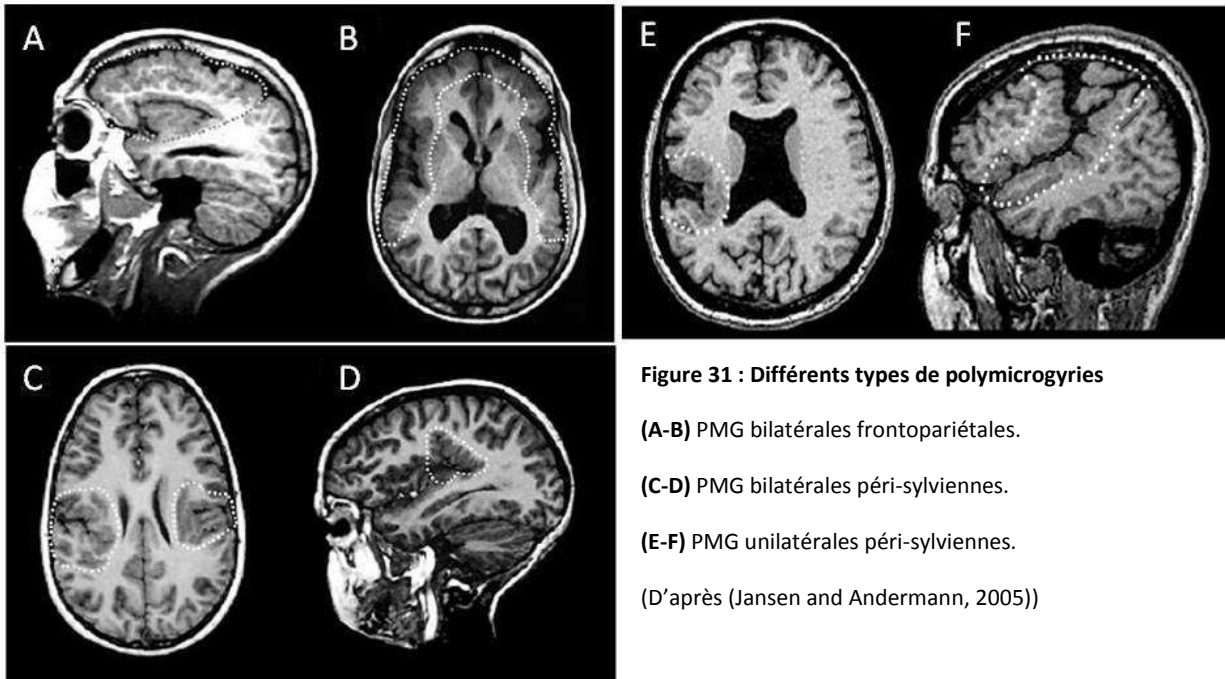 A
B
E
F
C
D
Figure 31 : Différents types de polymicrogyries
(A-B) PMG bilatérales frontopariétales.
(C-D) PMG bilatérales péri-sylviennes.
(E-F) PMG unilatérales péri-sylviennes.
(D’après (Jansen and Andermann, 2005))